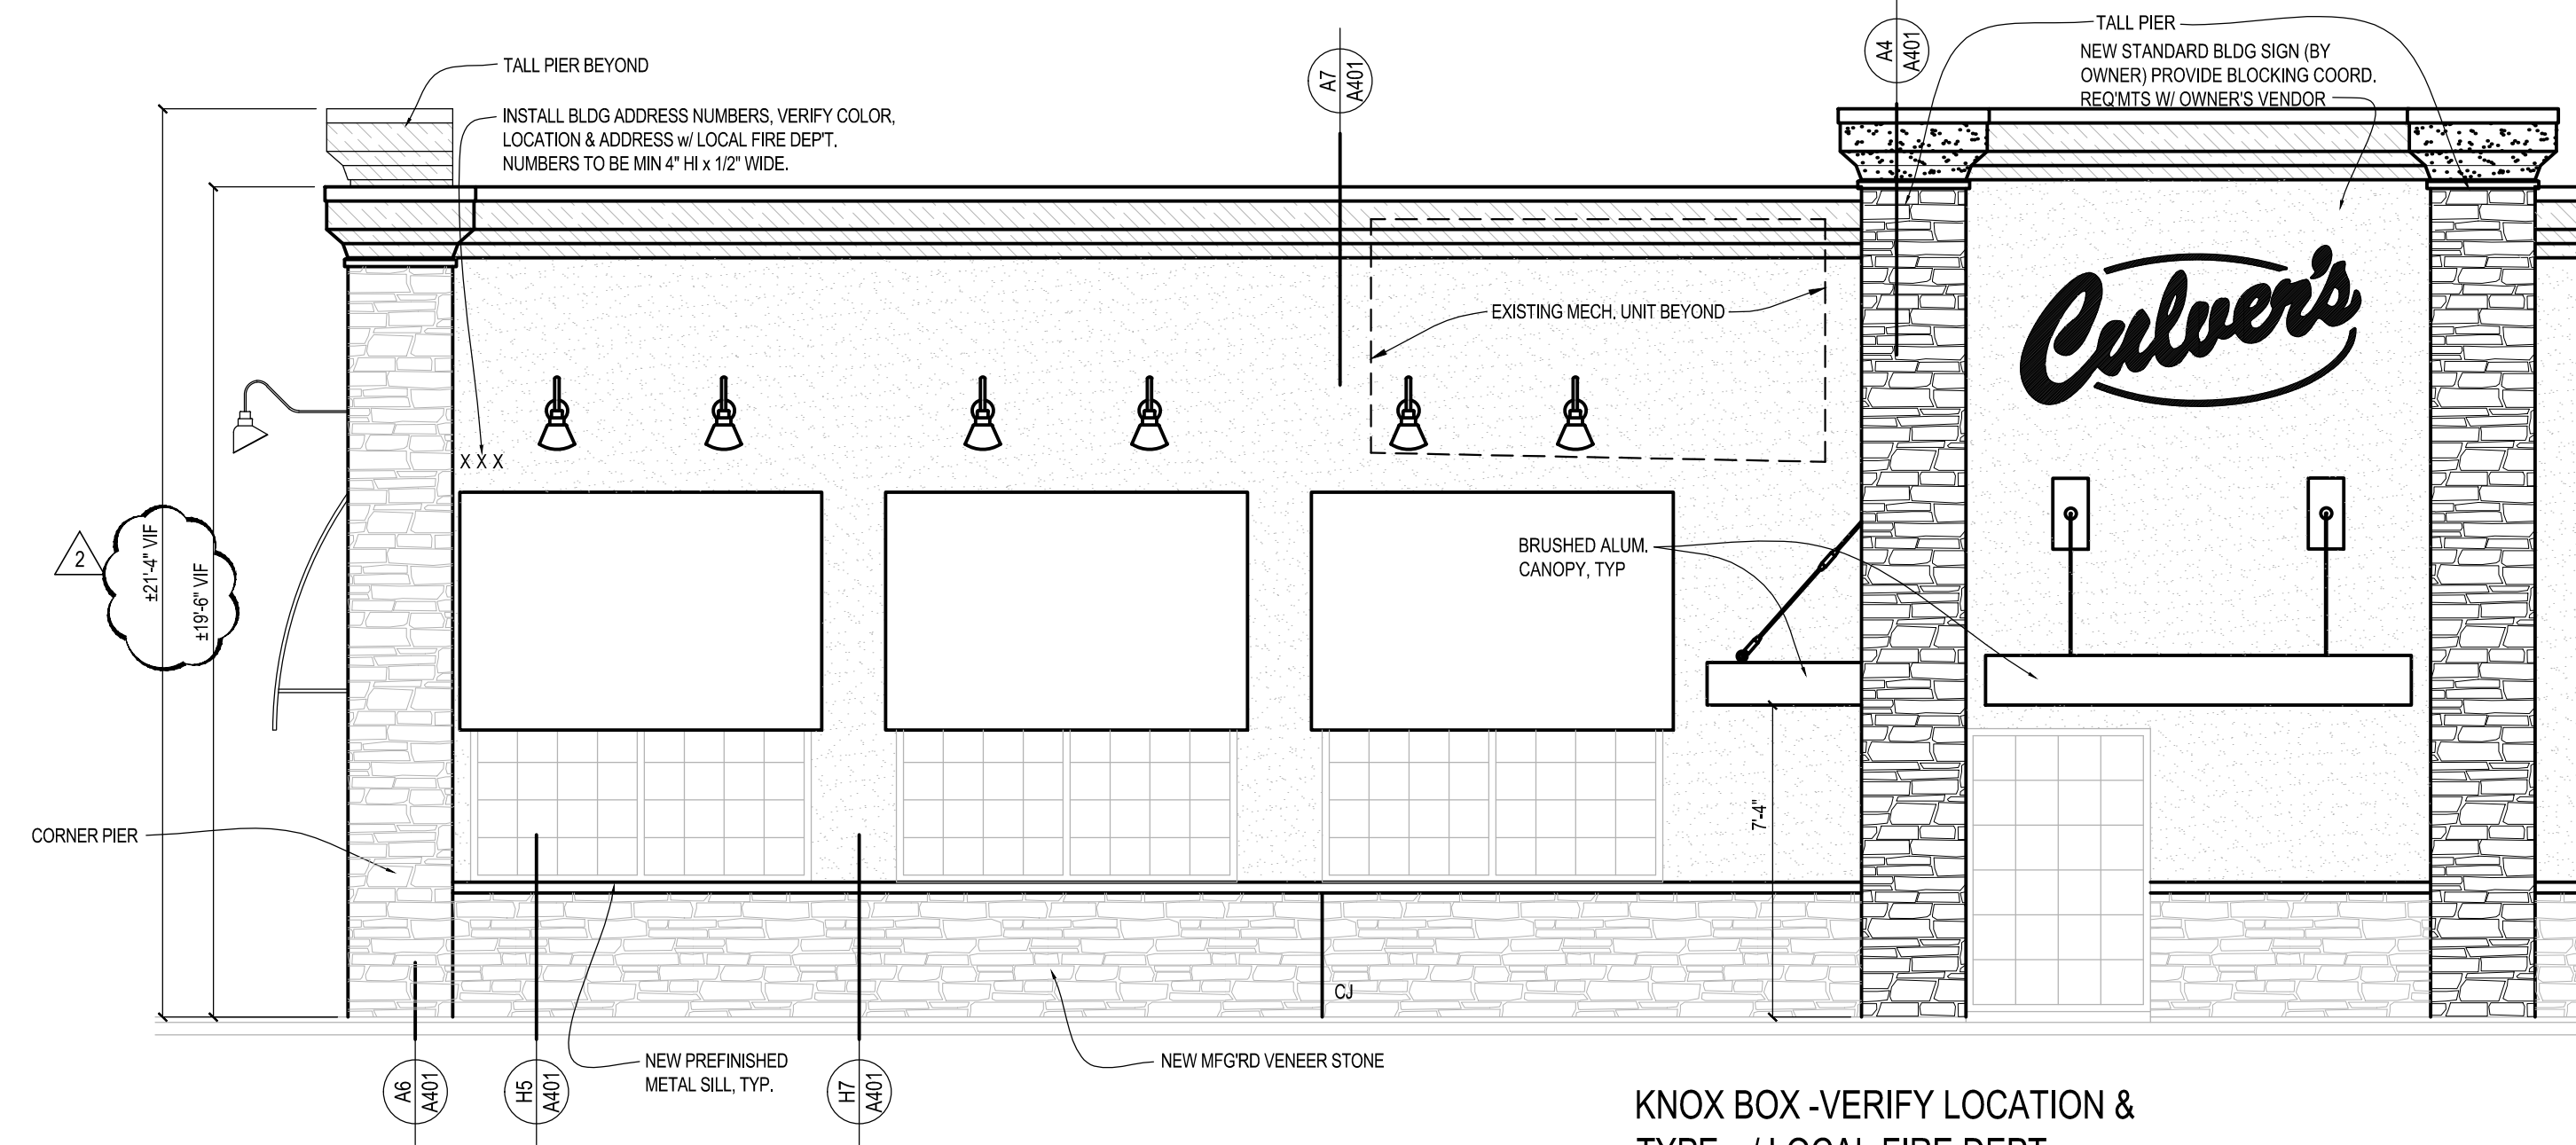 TALL PIER BEYOND
INSTALL BLDG ADDRESS NUMBERS, VERIFY COLOR,
LOCATION & ADDRESS w/ LOCAL FIRE DEP'T.
NUMBERS TO BE MIN 4" HI x 1/2" WIDE.
A7
A401
A4
A401
TALL PIER
NEW STANDARD BLDG SIGN (BY
OWNER) PROVIDE BLOCKING COORD.
REQ'MTS W/ OWNER'S VENDOR
EXISTING MECH. UNIT BEYOND
Culver's
X X X
2
±21'-4" VIF
±19'-6" VIF
BRUSHED ALUM.
CANOPY, TYP
7'-4"
CORNER PIER
CJ
NEW PREFINISHED
METAL SILL, TYP.
NEW MFG'RD VENEER STONE
A6
A401
H5
A401
H7
A401
KNOX BOX -VERIFY LOCATION &
TYPE w/ LOCAL FIRE DEPT